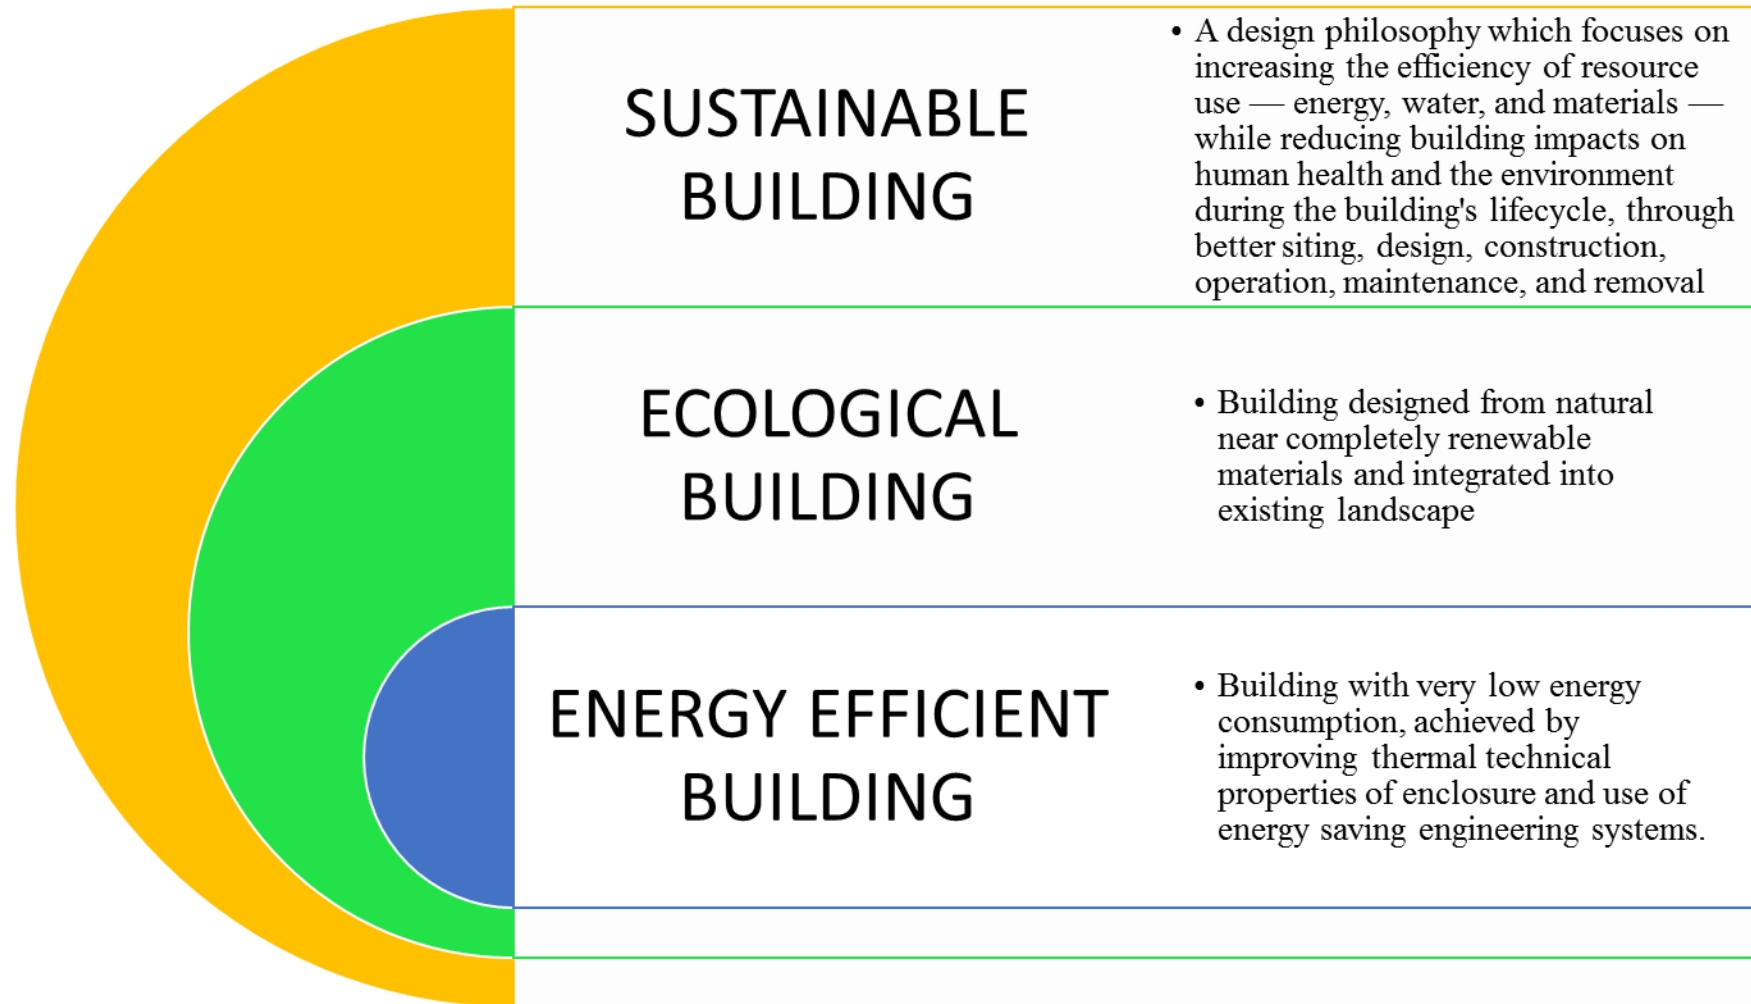 SUSTAINABLE
BUILDING
• A design philosophy which focuses on
increasing the efficiency of resource
use — energy, water, and materials —
while reducing building impacts on
human health and the environment
during the building's lifecycle, through
better siting, design, construction,
operation, maintenance, and removal
ECOLOGICAL
BUILDING
• Building designed from natural
near completely renewable
materials and integrated into
existing landscape
ENERGY EFFICIENT
BUILDING
• Building with very low energy
consumption, achieved by
improving thermal technical
properties of enclosure and use of
energy saving engineering systems.